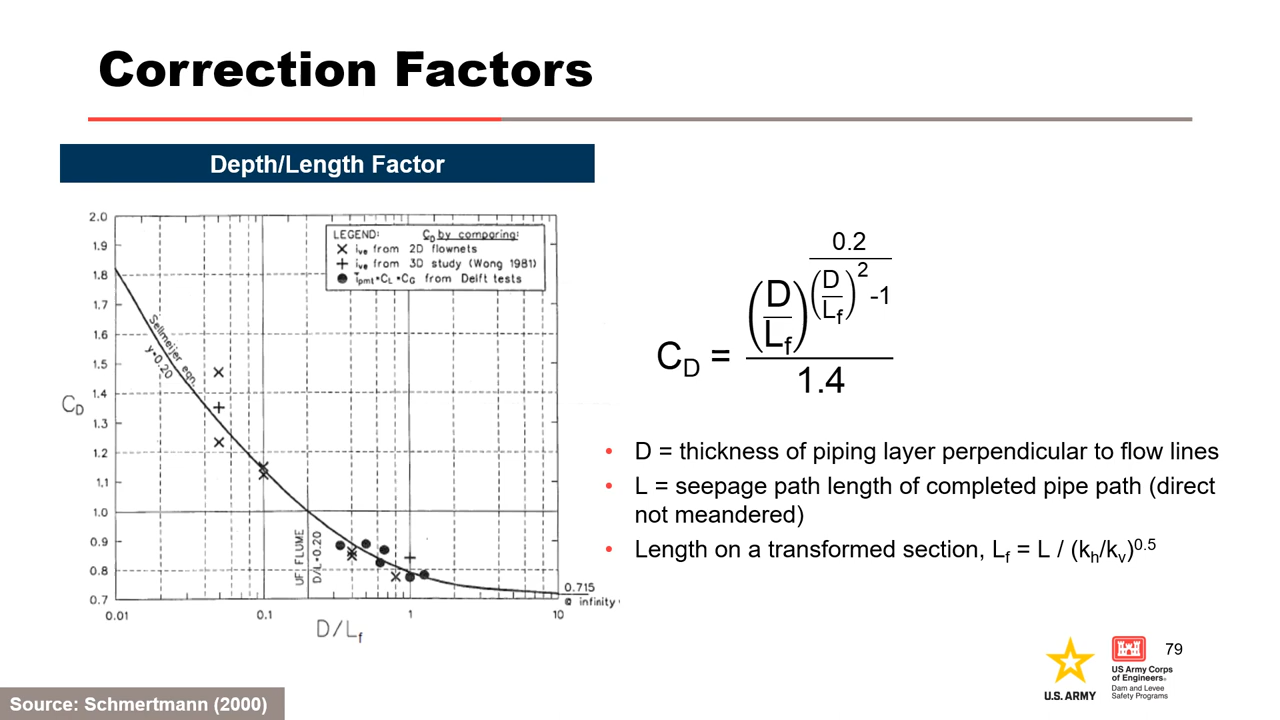 Correction Factors
Depth/Length Factor
2.0
1.9
1.8
1.7
1.6
1.5
1.4
1.3
1.2
1.1
1.0
0.9
0.8
0.7
C_D
LEGEND: C_D by comparing:
× i_ve from 2D flownets
+ i_ve from 3D study (Wong 1981)
● ī_pmt•C_L•C_G from Delft tests
Sellmeijer eqn.
y•0.20
UF FLUME
D/L•0.20
0.715
@ infinity
0.01 0.1 1 10
D/L_f
C_D = (D/L_f)^(0.2/((D/L_f)^2 -1)) / 1.4
• D = thickness of piping layer perpendicular to flow lines
• L = seepage path length of completed pipe path (direct
not meandered)
• Length on a transformed section, L_f = L / (k_h/k_v)^0.5
79
U.S. ARMY
US Army Corps
of Engineers®
Dam and Levee
Safety Programs
Source: Schmertmann (2000)